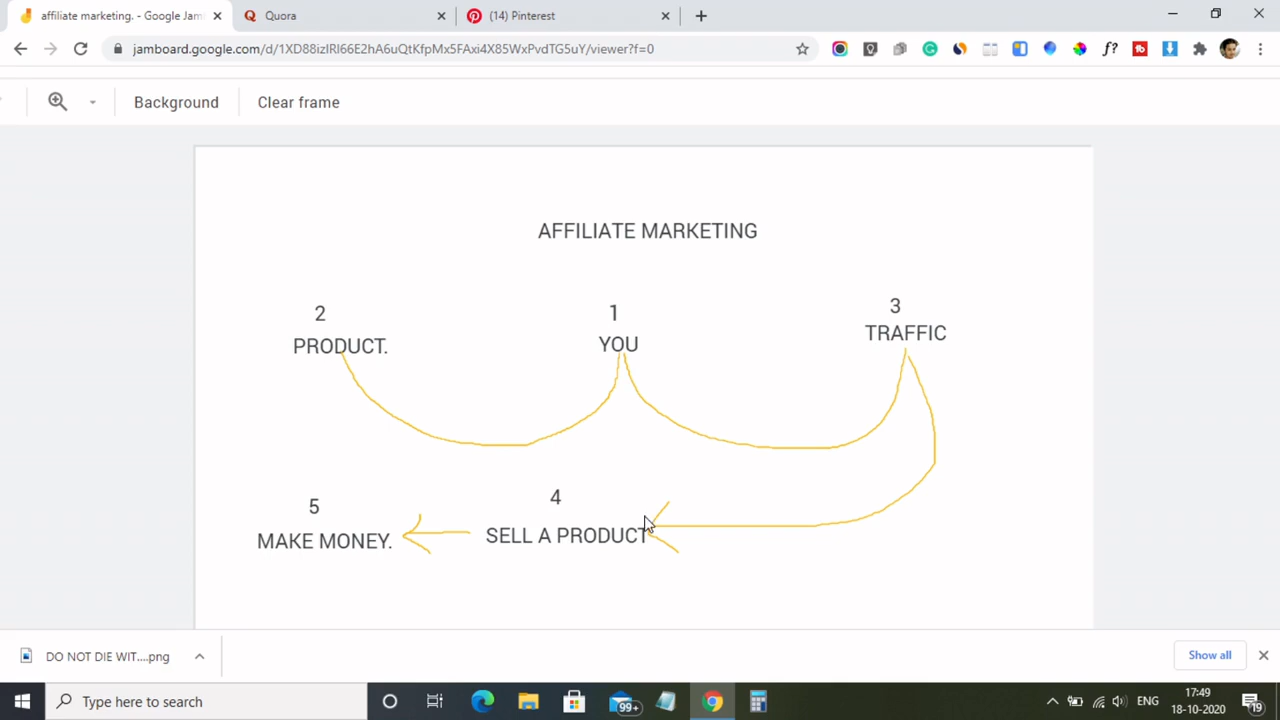 affiliate marketing. - Google Jam
Quora
(14) Pinterest
jamboard.google.com/d/1XD88izIRl66E2hA6uQtKfpMx5FAxi4X85WxPvdTG5uY/viewer?f=0
Background
Clear frame
AFFILIATE MARKETING
2
1
3
PRODUCT.
YOU
TRAFFIC
5
4
MAKE MONEY.
SELL A PRODUCT
DO NOT DIE WIT....png
Show all
Type here to search
99+
ENG
17:49
18-10-2020
19